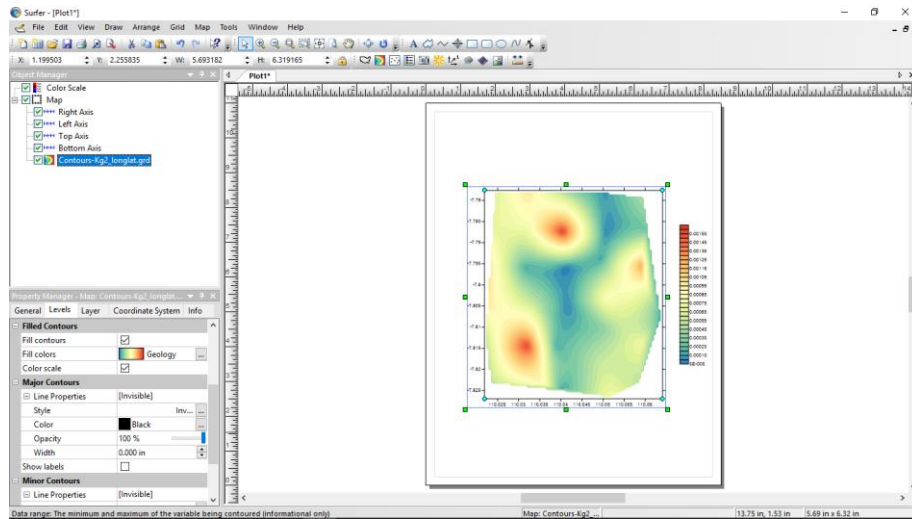 Surfer - [Plot1*]
File Edit View Draw Arrange Grid Map Tools Window Help
X: 1.199503 Y: 2.255835 W: 5.693182 H: 6.319165
Object Manager
Plot1*
Color Scale
Map
Right Axis
Left Axis
Top Axis
Bottom Axis
Contours-Kg2_longlat.grd
Property Manager - Map: Contours-Kg2_longlat....
General Levels Layer Coordinate System Info
Filled Contours
Fill contours
Fill colors Geology ...
Color scale
Major Contours
Line Properties [Invisible]
Style Inv... ...
Color Black ...
Opacity 100 %
Width 0.000 in
Show labels
Minor Contours
Line Properties [Invisible]
Data range: The minimum and maximum of the variable being contoured (informational only)
Map: Contours-Kg2_... 13.75 in, 1.53 in 5.69 in x 6.32 in